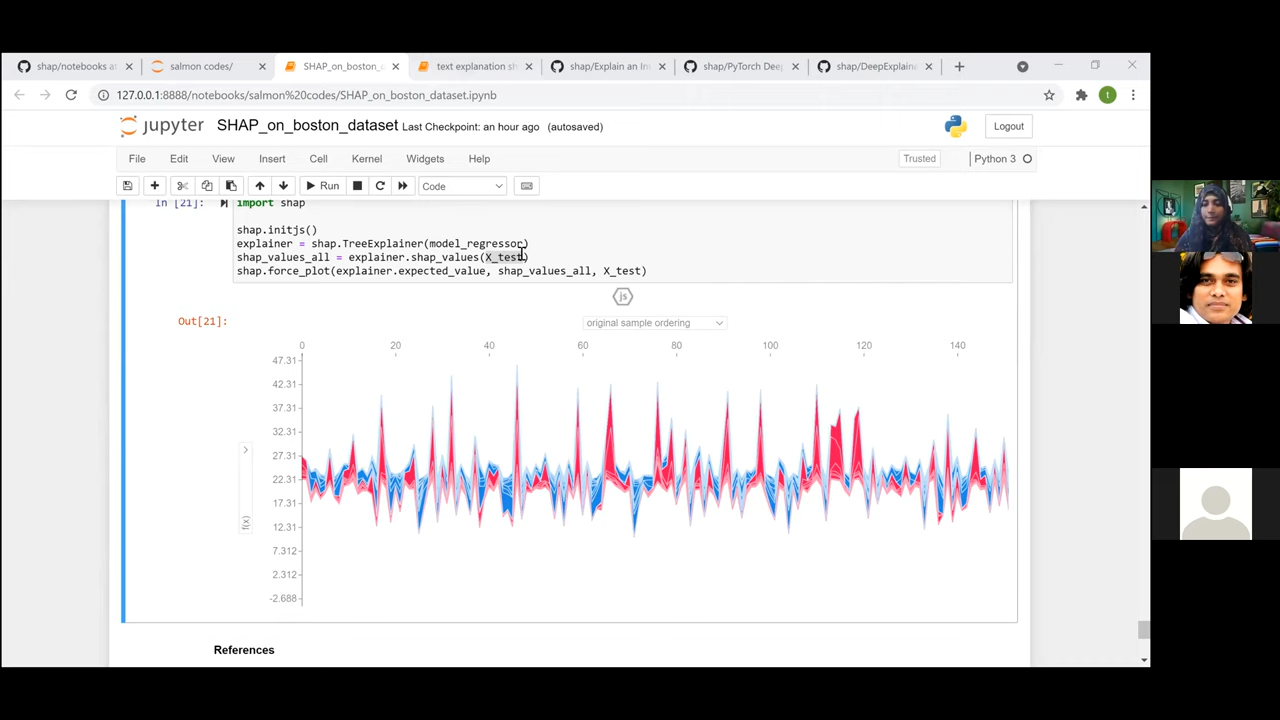 shap/notebooks a
salmon codes/
SHAP_on_boston_
text explanation sh
shap/Explain an In
shap/PyTorch Dee
shap/DeepExplain
127.0.0.1:8888/notebooks/salmon%20codes/SHAP_on_boston_dataset.ipynb
t
jupyter SHAP_on_boston_dataset Last Checkpoint: an hour ago (autosaved)
Logout
File Edit View Insert Cell Kernel Widgets Help
Trusted Python 3
Run Code
In [21]: import shap
shap.initjs()
explainer = shap.TreeExplainer(model_regressor)
shap_values_all = explainer.shap_values(X_test)
shap.force_plot(explainer.expected_value, shap_values_all, X_test)
js
Out[21]: original sample ordering
0 20 40 60 80 100 120 140
47.31
42.31
37.31
32.31
27.31
22.31
17.31
12.31
7.312
2.312
-2.688
f(x)
References